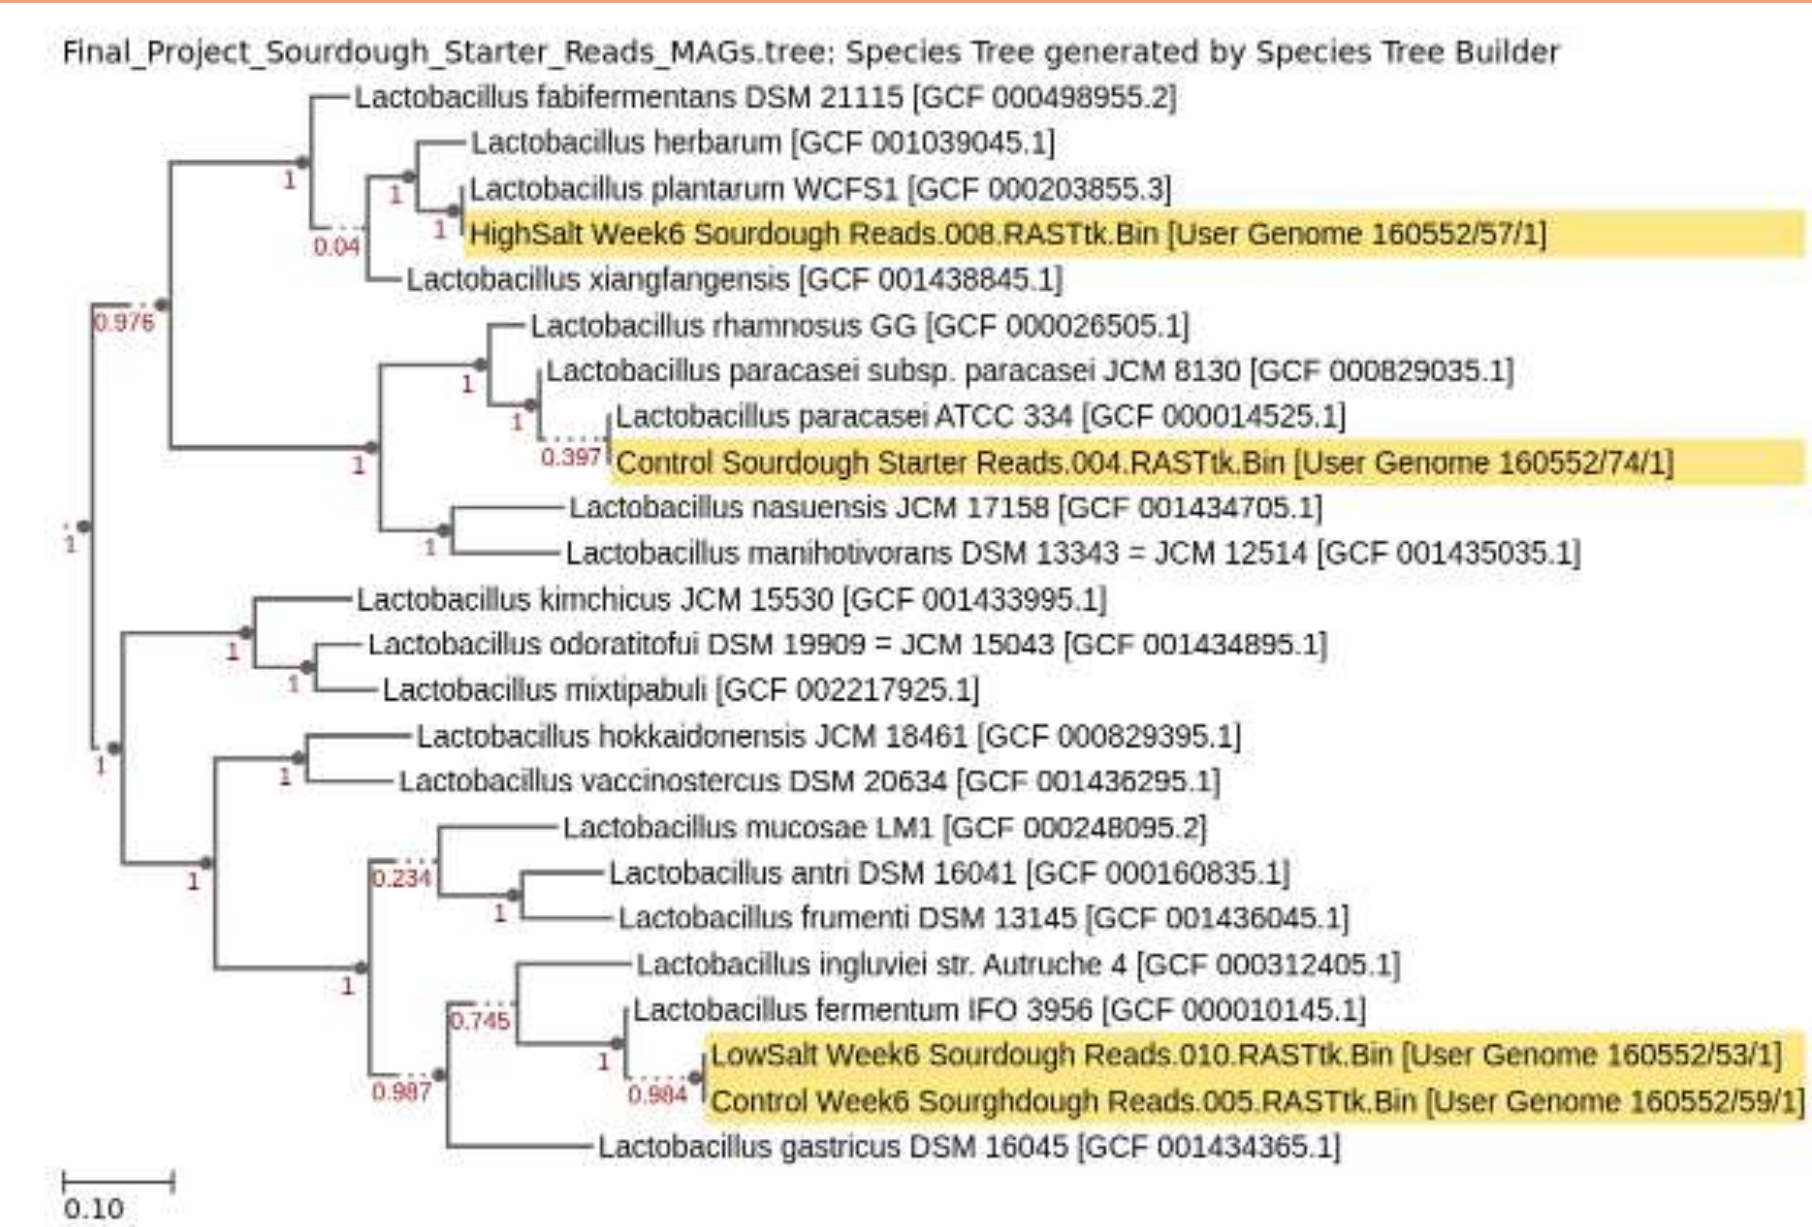 Final_Project_Sourdough_Starter_Reads_MAGs.tree: Species Tree generated by Species Tree Builder
Lactobacillus fabifermentans DSM 21115 [GCF 000498955.2]
Lactobacillus herbarum [GCF 001039045.1]
1
1
Lactobacillus plantarum WCFS1 [GCF 000203855.3]
1
HighSalt Week6 Sourdough Reads.008.RASTtk.Bin [User Genome 160552/57/1]
0.04
Lactobacillus xiangfangensis [GCF 001438845.1]
0.976
Lactobacillus rhamnosus GG [GCF 000026505.1]
Lactobacillus paracasei subsp. paracasei JCM 8130 [GCF 000829035.1]
1
Lactobacillus paracasei ATCC 334 [GCF 000014525.1]
1
0.397
Control Sourdough Starter Reads.004.RASTtk.Bin [User Genome 160552/74/1]
1
Lactobacillus nasuensis JCM 17158 [GCF 001434705.1]
1
1
Lactobacillus manihotivorans DSM 13343 = JCM 12514 [GCF 001435035.1]
Lactobacillus kimchicus JCM 15530 [GCF 001433995.1]
1
Lactobacillus odoratitofui DSM 19909 = JCM 15043 [GCF 001434895.1]
1
Lactobacillus mixtipabuli [GCF 002217925.1]
Lactobacillus hokkaidonensis JCM 18461 [GCF 000829395.1]
1
1
Lactobacillus vaccinostercus DSM 20634 [GCF 001436295.1]
Lactobacillus mucosae LM1 [GCF 000248095.2]
1
0.234
Lactobacillus antri DSM 16041 [GCF 000160835.1]
1
Lactobacillus frumenti DSM 13145 [GCF 001436045.1]
Lactobacillus ingluviei str. Autruche 4 [GCF 000312405.1]
1
Lactobacillus fermentum IFO 3956 [GCF 000010145.1]
0.745
1
LowSalt Week6 Sourdough Reads.010.RASTtk.Bin [User Genome 160552/53/1]
0.987
0.984
Control Week6 Sourghdough Reads.005.RASTtk.Bin [User Genome 160552/59/1]
Lactobacillus gastricus DSM 16045 [GCF 001434365.1]
0.10